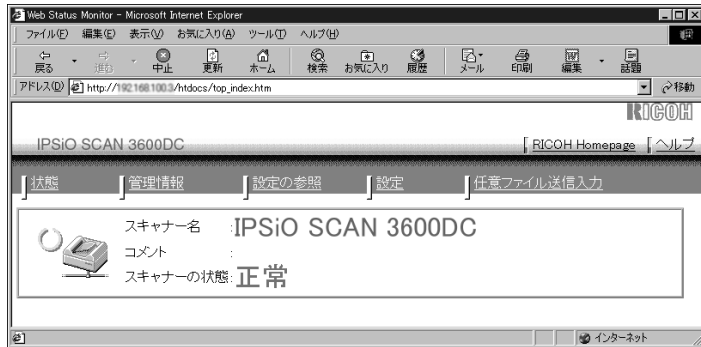 Web Status Monitor - Microsoft Internet Explorer
ファイル(F) 編集(E) 表示(V) お気に入り(A) ツール(T) ヘルプ(H)
戻る 進む 中止 更新 ホーム 検索 お気に入り 履歴 メール 印刷 編集 話題
アドレス(D) http://192.168.100.3/htdocs/top_index.htm 移動
RICOH
IPSiO SCAN 3600DC RICOH Homepage ヘルプ
状態 管理情報 設定の参照 設定 任意ファイル送信入力
スキャナー名 :IPSiO SCAN 3600DC
コメント :
スキャナーの状態: 正常
インターネット